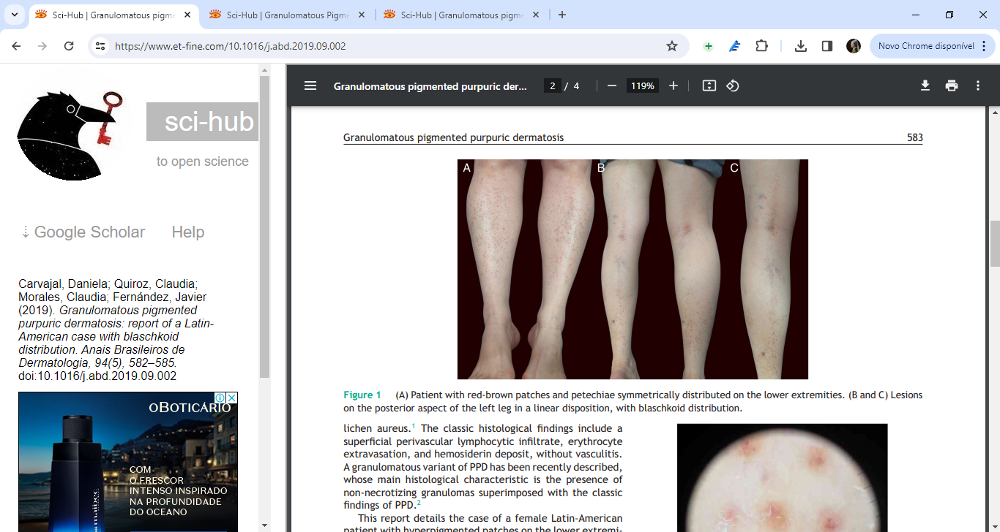 Sci-Hub | Granulomatous pigme
Sci-Hub | Granulomatous Pigme
Sci-Hub | Granulomatous pigme
https://www.et-fine.com/10.1016/j.abd.2019.09.002
Novo Chrome disponível
sci-hub
to open science
Google Scholar
Help
Carvajal, Daniela; Quiroz, Claudia;
Morales, Claudia; Fernández, Javier
(2019). Granulomatous pigmented
purpuric dermatosis: report of a Latin-
American case with blaschkoid
distribution. Anais Brasileiros de
Dermatologia, 94(5), 582–585.
doi:10.1016/j.abd.2019.09.002
oBOTICÁRIO
COM
O FRESCOR
INTENSO INSPIRADO
NA PROFUNDIDADE
DO OCEANO
malbec
Granulomatous pigmented purpuric der...
2 / 4
119%
Granulomatous pigmented purpuric dermatosis 583
A B C
Figure 1 (A) Patient with red-brown patches and petechiae symmetrically distributed on the lower extremities. (B and C) Lesions
on the posterior aspect of the left leg in a linear disposition, with blaschkoid distribution.
lichen aureus.1 The classic histological findings include a
superficial perivascular lymphocytic infiltrate, erythrocyte
extravasation, and hemosiderin deposit, without vasculitis.
A granulomatous variant of PPD has been recently described,
whose main histological characteristic is the presence of
non-necrotizing granulomas superimposed with the classic
findings of PPD.2
This report details the case of a female Latin-American
patient with hyperpigmented patches on the lower extremi-